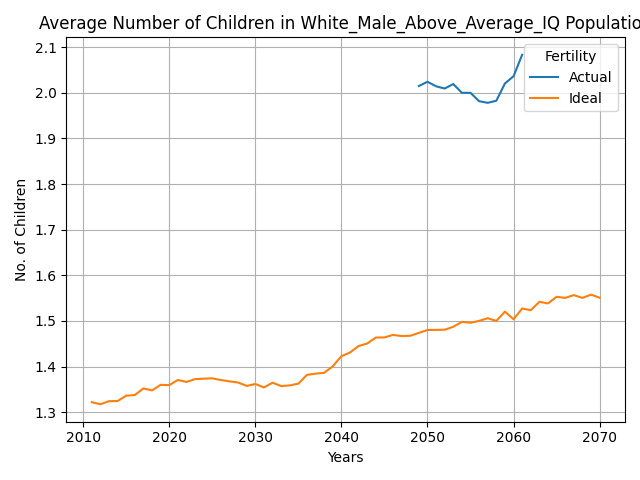 Average Number of Children in White_Male_Above_Average_IQ Populatio
2.1
2.0
1.9
1.8
1.7
1.6
1.5
1.4
1.3
No. of Children
Fertility
Actual
Ideal
2010 2020 2030 2040 2050 2060 2070
Years